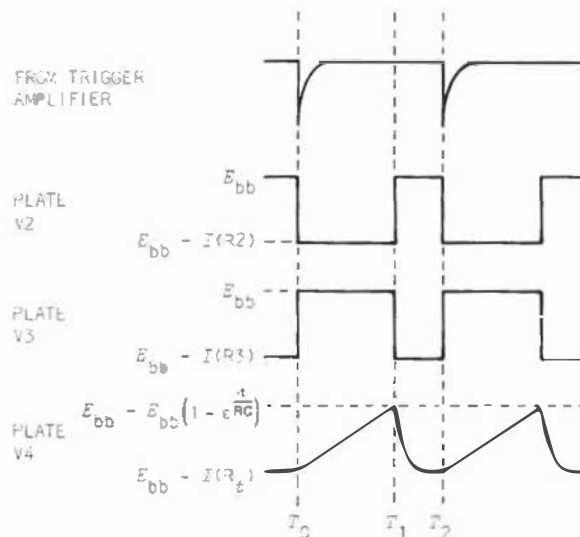 FROM TRIGGER
AMPLIFIER
E_bb
PLATE
V2
E_bb - I(R2)
E_bb
PLATE
V3
E_bb - I(R3)
E_bb - E_bb(1 - ε^(t/RC))
PLATE
V4
E_bb - I(R_t)
T_0 T_1 T_2